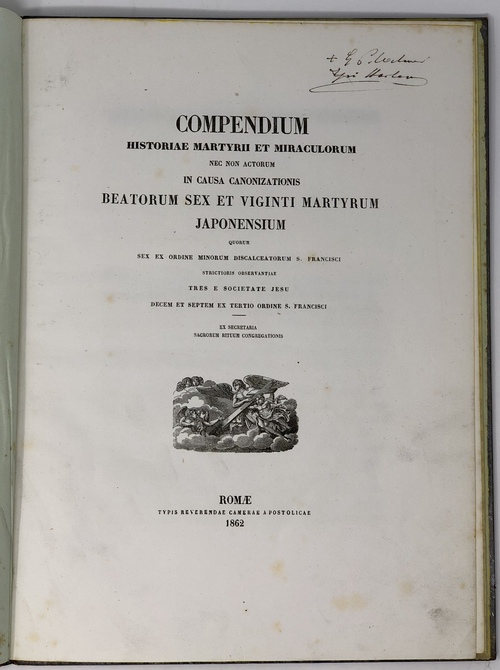 COMPENDIUM
HISTORIAE MARTYRII ET MIRACULORUM
NEC NON ACTORUM
IN CAUSA CANONIZATIONIS
BEATORUM SEX ET VIGINTI MARTYRUM
JAPONENSIUM
QUORUM
SEX EX ORDINE MINORUM DISCALCEATORUM S. FRANCISCI
STRICTIORIS OBSERVANTIAE
TRES E SOCIETATE JESU
DECEM ET SEPTEM EX TERTIO ORDINE S. FRANCISCI
EX SECRETARIA
SACRORUM RITUUM CONGREGATIONIS
ROMÆ
TYPIS REVERENDAE CAMERAE APOSTOLICAE
1862